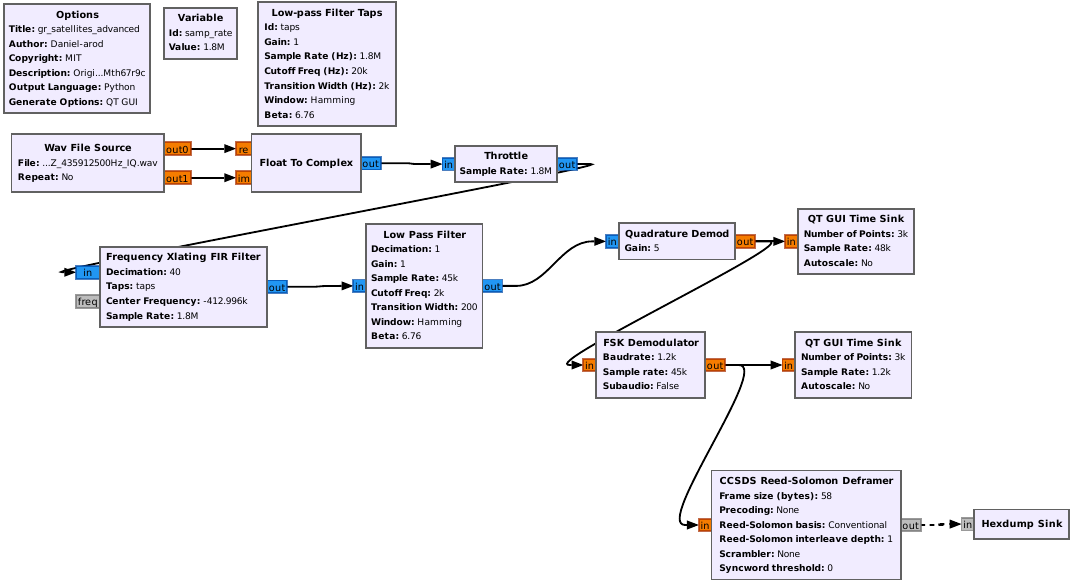 Options
Title: gr_satellites_advanced
Author: Daniel-arod
Copyright: MIT
Description: Origi...Mth67r9c
Output Language: Python
Generate Options: QT GUI
Variable
Id: samp_rate
Value: 1.8M
Low-pass Filter Taps
Id: taps
Gain: 1
Sample Rate (Hz): 1.8M
Cutoff Freq (Hz): 20k
Transition Width (Hz): 2k
Window: Hamming
Beta: 6.76
Wav File Source
File: ...Z_435912500Hz_IQ.wav
Repeat: No
out0
out1
re
im
Float To Complex
out
in
Throttle
Sample Rate: 1.8M
out
in
freq
Frequency Xlating FIR Filter
Decimation: 40
Taps: taps
Center Frequency: -412.996k
Sample Rate: 1.8M
out
in
Low Pass Filter
Decimation: 1
Gain: 1
Sample Rate: 45k
Cutoff Freq: 2k
Transition Width: 200
Window: Hamming
Beta: 6.76
out
in
Quadrature Demod
Gain: 5
out
in
QT GUI Time Sink
Number of Points: 3k
Sample Rate: 48k
Autoscale: No
in
FSK Demodulator
Baudrate: 1.2k
Sample rate: 45k
Subaudio: False
out
in
QT GUI Time Sink
Number of Points: 3k
Sample Rate: 1.2k
Autoscale: No
in
CCSDS Reed-Solomon Deframer
Frame size (bytes): 58
Precoding: None
Reed-Solomon basis: Conventional
Reed-Solomon interleave depth: 1
Scrambler: None
Syncword threshold: 0
out
in
Hexdump Sink